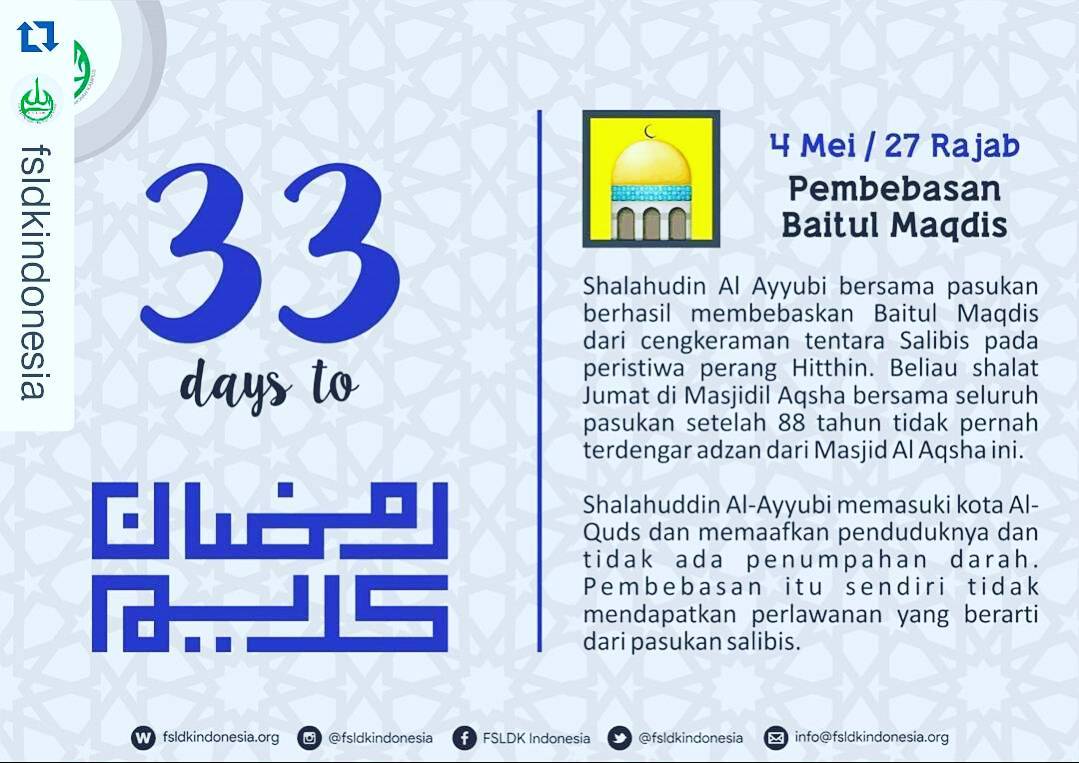 fsldkindonesia
33
days to
رمضان
كريم
4 Mei / 27 Rajab
Pembebasan
Baitul Maqdis
Shalahudin Al Ayyubi bersama pasukan
berhasil membebaskan Baitul Maqdis
dari cengkeraman tentara Salibis pada
peristiwa perang Hitthin. Beliau shalat
Jumat di Masjidil Aqsha bersama seluruh
pasukan setelah 88 tahun tidak pernah
terdengar adzan dari Masjid Al Aqsha ini.
Shalahuddin Al-Ayyubi memasuki kota Al-
Quds dan memaafkan penduduknya dan
tidak ada penumpahan darah.
Pembebasan itu sendiri tidak
mendapatkan perlawanan yang berarti
dari pasukan salibis.
fsldkindonesia.org @fsldkindonesia FSLDK Indonesia @fsldkindonesia info@fsldkindonesia.org